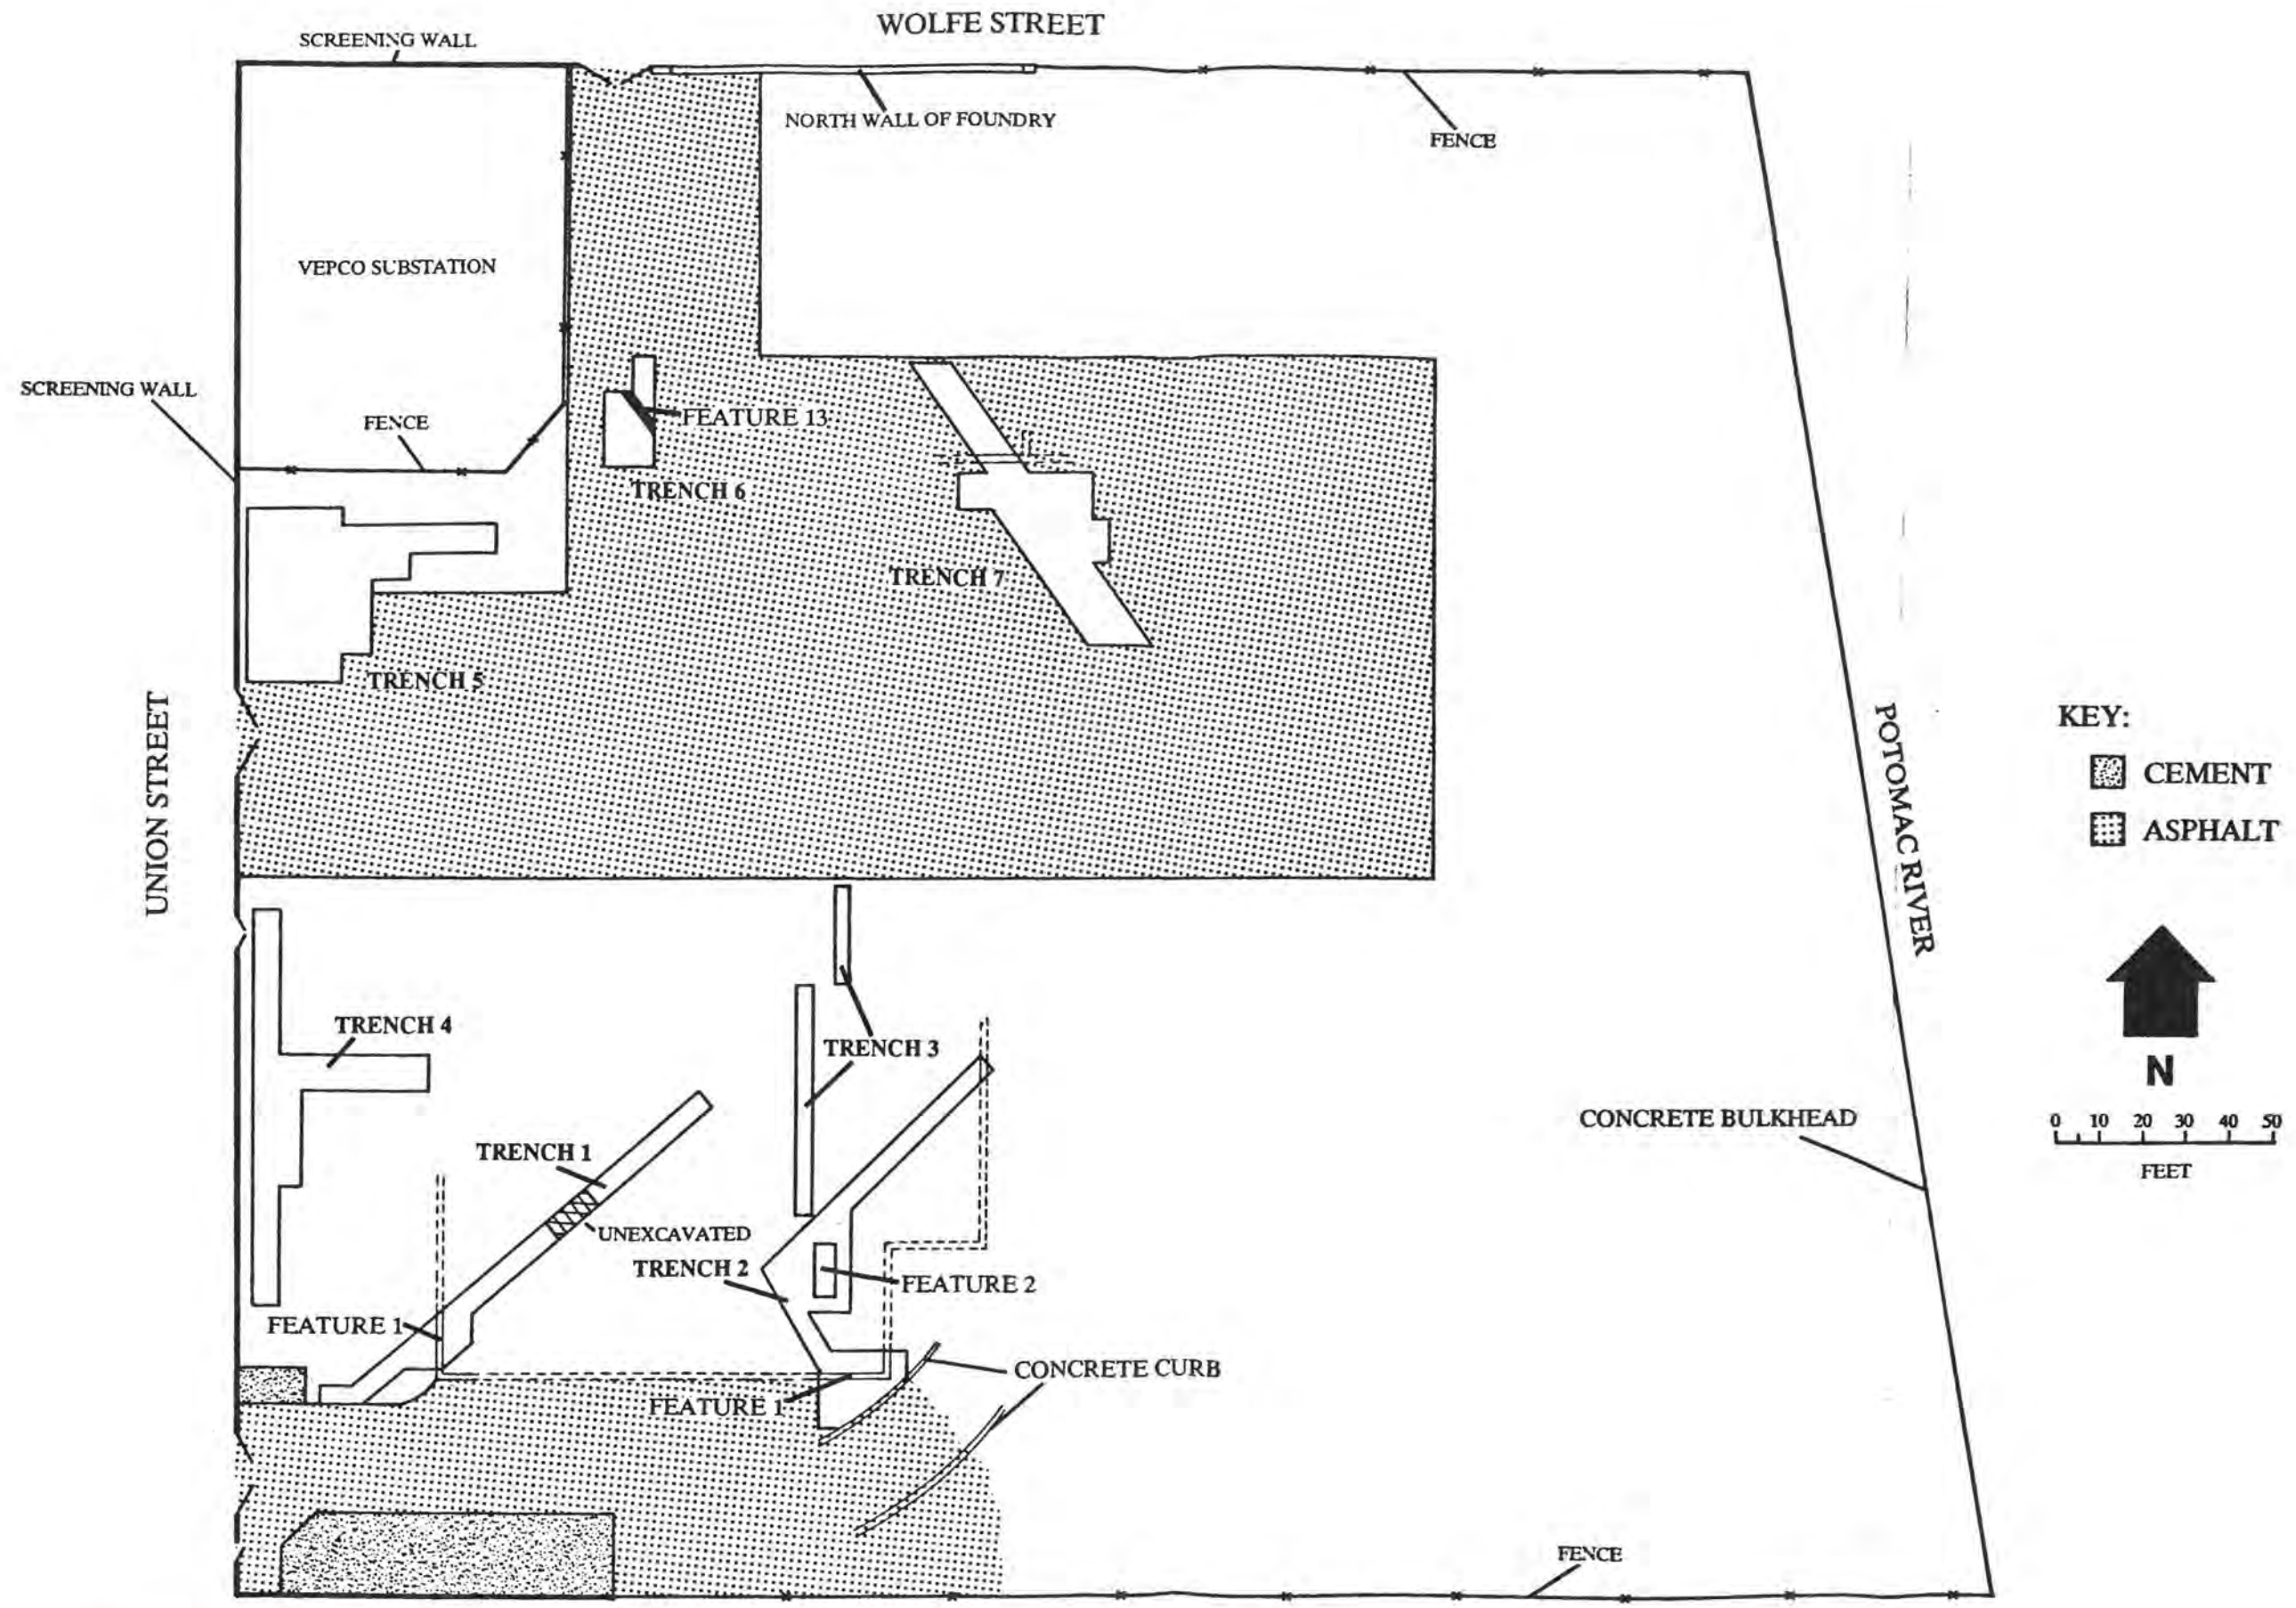 WOLFE STREET
SCREENING WALL
NORTH WALL OF FOUNDRY
FENCE
VEPCO SUBSTATION
SCREENING WALL
FENCE
FEATURE 13
TRENCH 6
TRENCH 7
TRENCH 5
UNION STREET
POTOMAC RIVER
KEY:
CEMENT
ASPHALT
N
0 10 20 30 40 50
FEET
TRENCH 4
TRENCH 3
CONCRETE BULKHEAD
TRENCH 1
UNEXCAVATED
TRENCH 2
FEATURE 2
FEATURE 1
CONCRETE CURB
FEATURE 1
FENCE